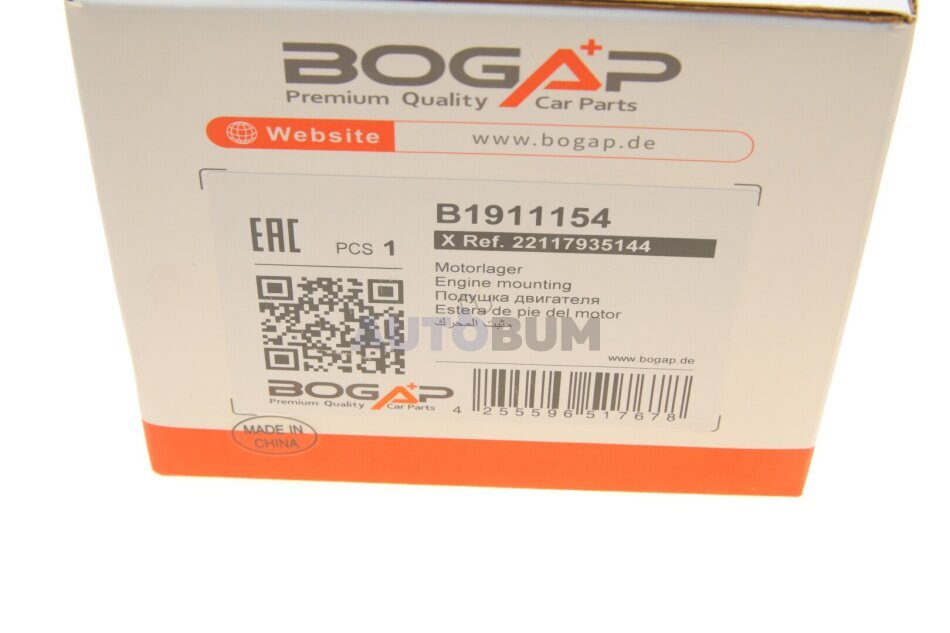 BOGAP
Premium Quality Car Parts
Website www.bogap.de
B1911154
X Ref. 22117935144
EAC
PCS 1
Motorlager
Engine mounting
Подушка двигателя
Estera de pie del motor
مثبت المحرك
AUTOBUM
www.bogap.de
BOGAP
Premium Quality Car Parts
4 255596 517678
MADE IN
CHINA